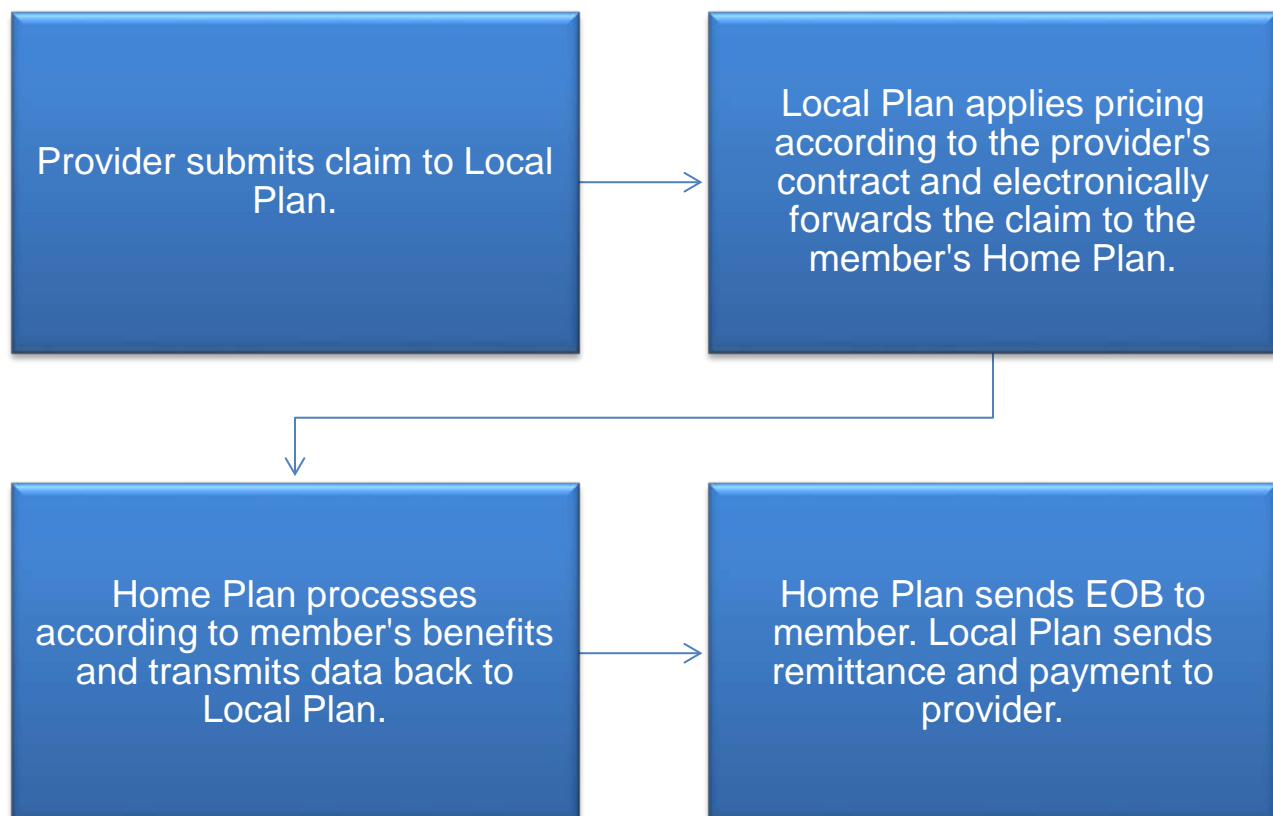 Provider submits claim to Local
Plan.
Local Plan applies pricing
according to the provider's
contract and electronically
forwards the claim to the
member's Home Plan.
Home Plan processes
according to member's benefits
and transmits data back to
Local Plan.
Home Plan sends EOB to
member. Local Plan sends
remittance and payment to
provider.